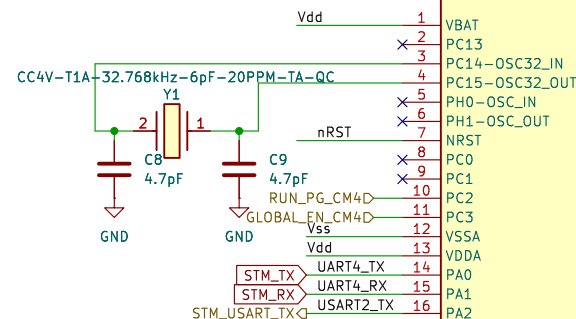 Vdd 1 VBAT
2 PC13
3 PC14-OSC32_IN
CC4V-T1A-32.768kHz-6pF-20PPM-TA-QC 4 PC15-OSC32_OUT
Y1 5 PH0-OSC_IN
2 1 6 PH1-OSC_OUT
nRST 7 NRST
C8 C9 8 PC0
4.7pF 4.7pF 9 PC1
RUN_PG_CM4 10 PC2
GLOBAL_EN_CM4 11 PC3
GND GND Vss 12 VSSA
Vdd 13 VDDA
STM_TX UART4_TX 14 PA0
STM_RX UART4_RX 15 PA1
STM_USART_TX USART2_TX 16 PA2